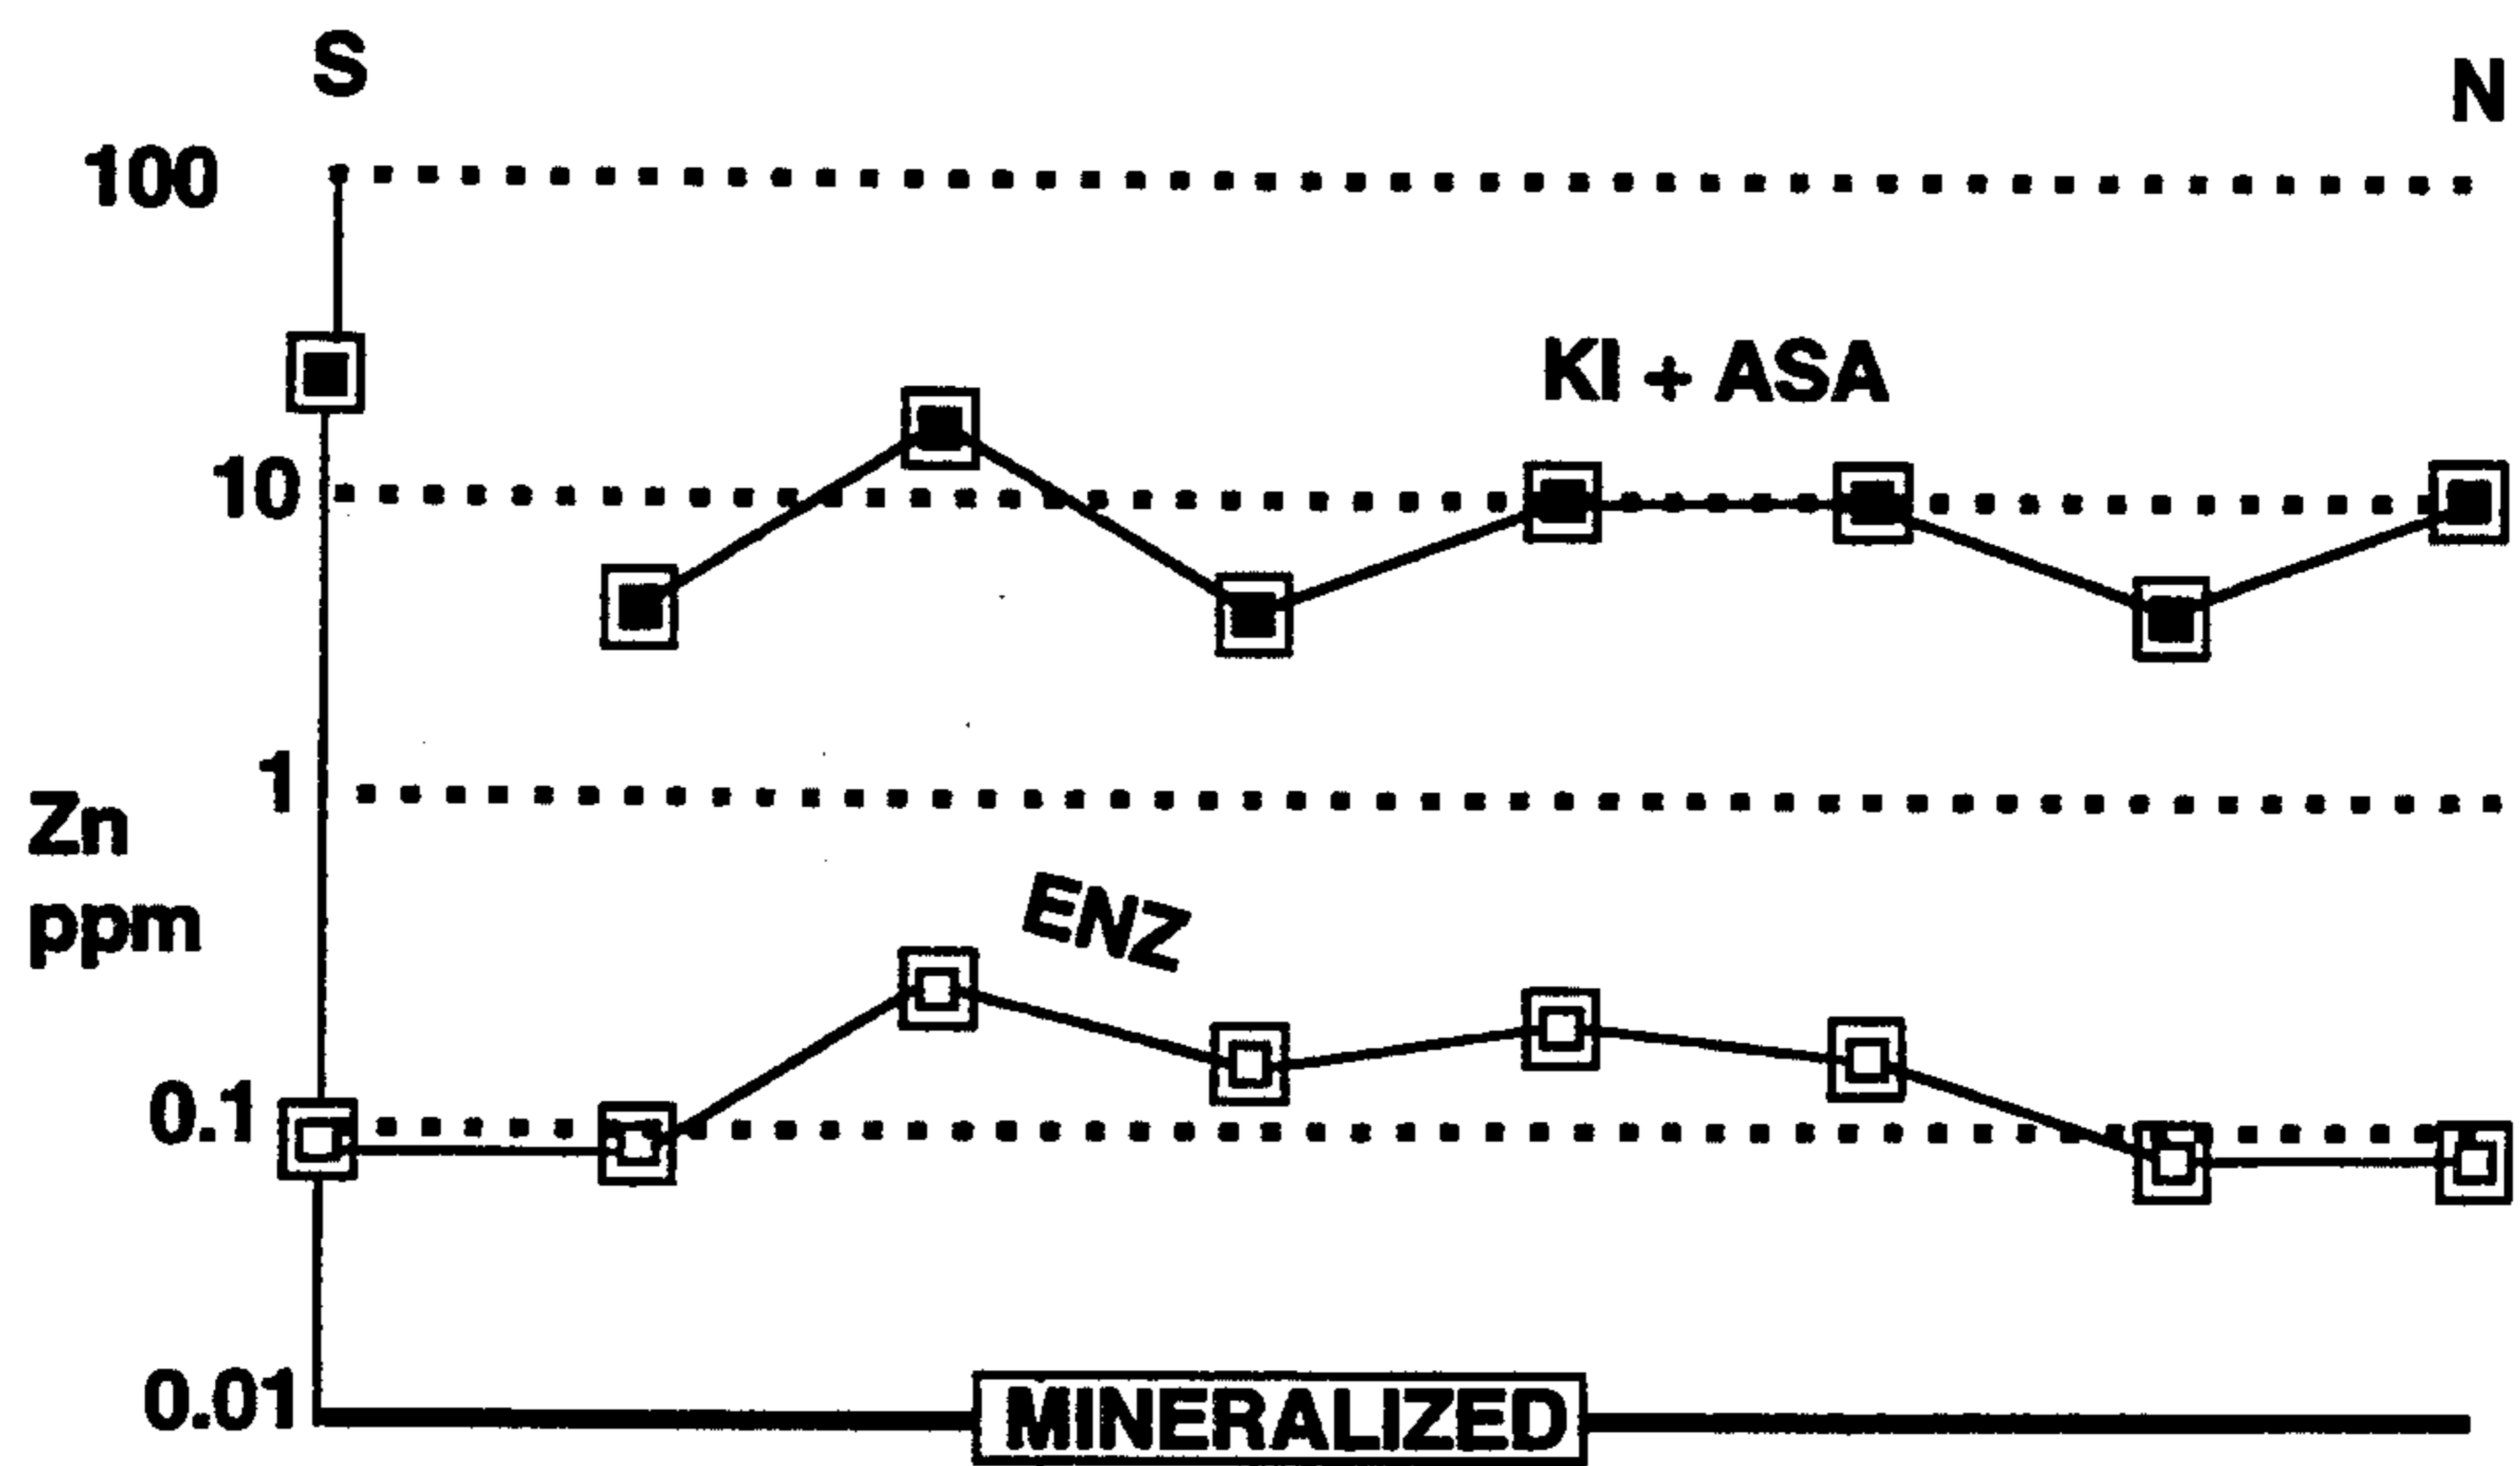 S
N
100
KI + ASA
10
1
Zn
ppm
ENZ
0.1
0.01
MINERALIZED